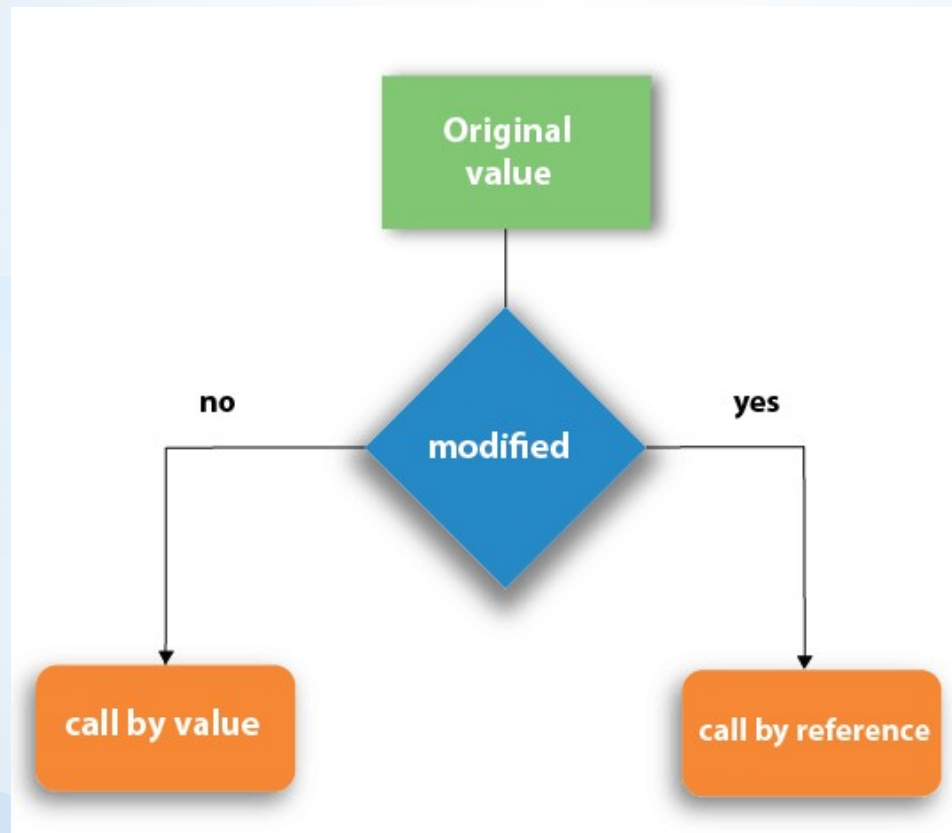 Original
value
no
yes
modified
call by value
call by reference